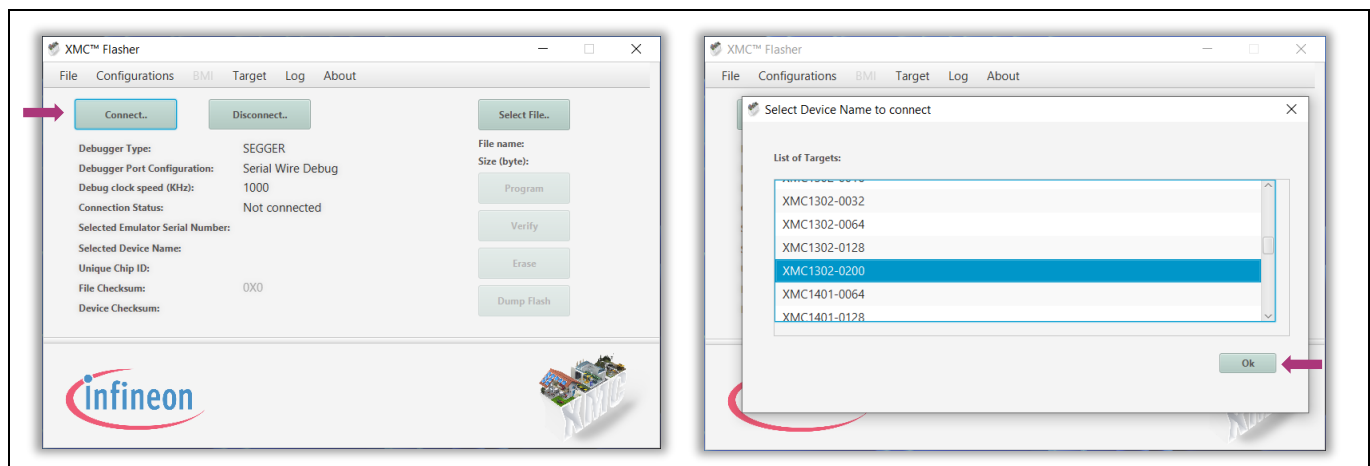 XMC™ Flasher
File Configurations BMI Target Log About
Connect.. Disconnect.. Select File..
Debugger Type: SEGGER
File name:
Debugger Port Configuration: Serial Wire Debug
Size (byte):
Debug clock speed (KHz): 1000
Program
Connection Status: Not connected
Selected Emulator Serial Number:
Verify
Selected Device Name:
Unique Chip ID:
Erase
File Checksum: 0X0
Device Checksum:
Dump Flash
infineon
XMC
XMC™ Flasher
File Configurations BMI Target Log About
Select Device Name to connect
List of Targets:
XMC1302-0032
XMC1302-0064
XMC1302-0128
XMC1302-0200
XMC1401-0064
XMC1401-0128
Ok